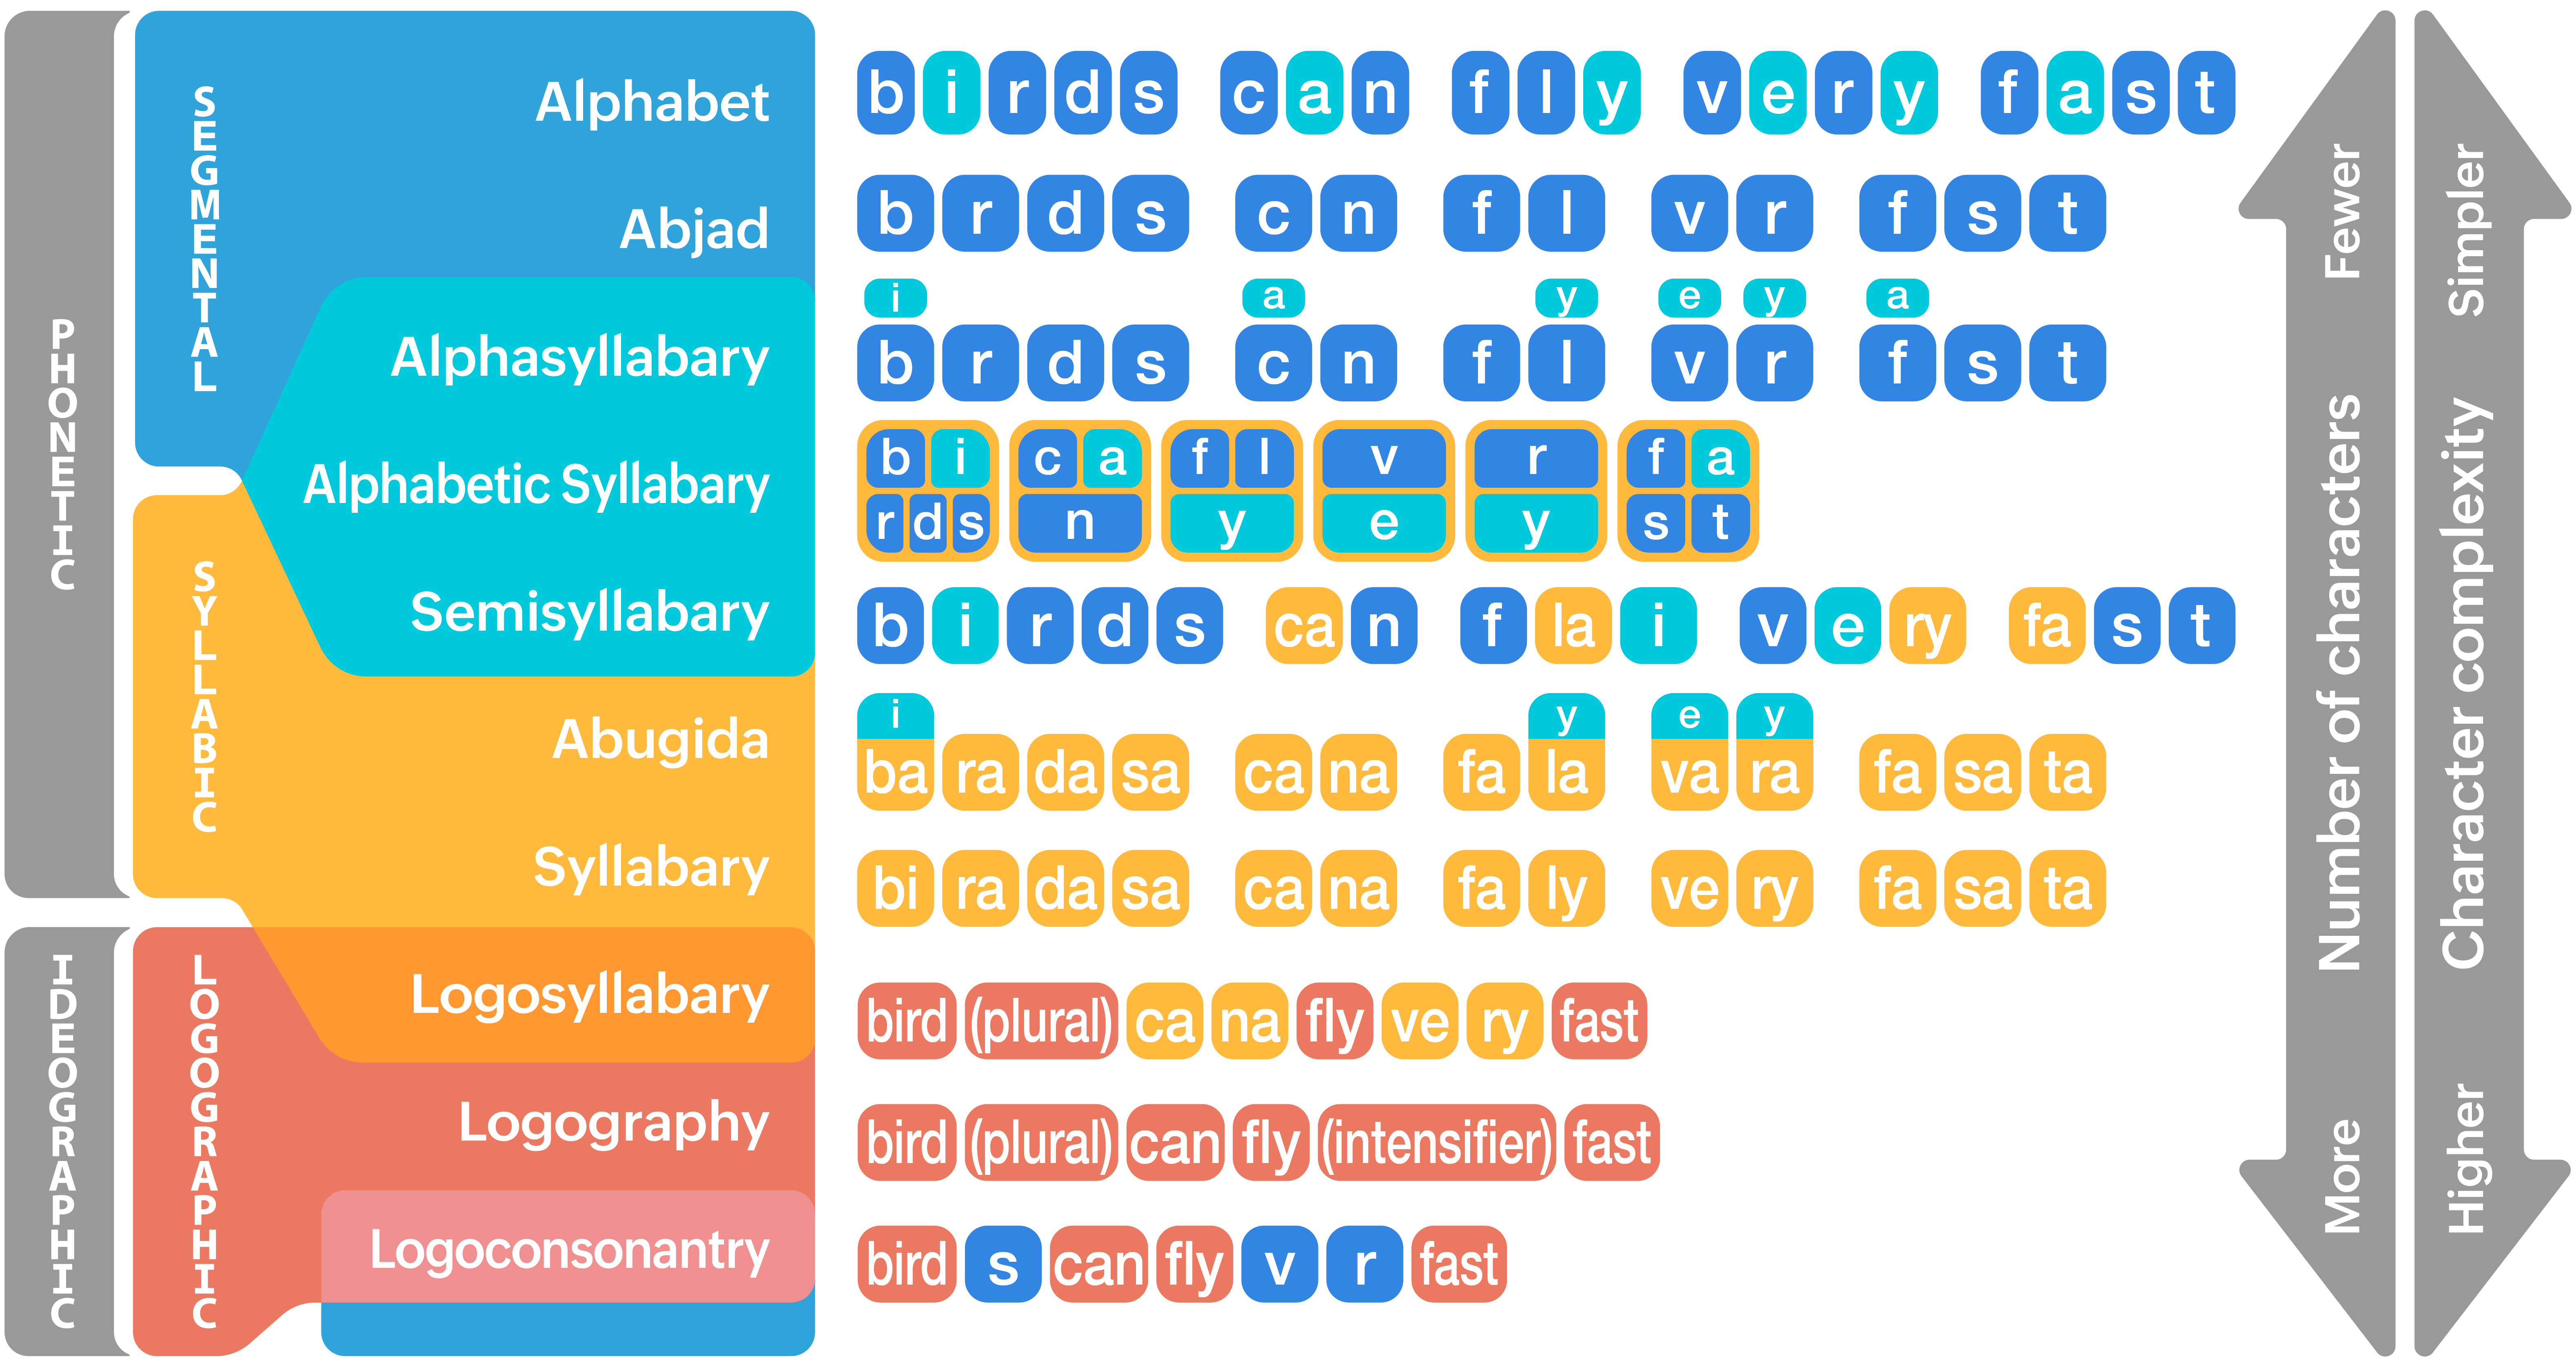 PHONETIC
IDEOGRAPHIC
SEGMENTAL
SYLLABIC
LOGOGRAPHIC
Alphabet
b i r d s c a n f l y v e r y f a s t
Abjad
b r d s c n f l v r f s t
Alphasyllabary
i a y e y a
b r d s c n f l v r f s t
Alphabetic Syllabary
b i c a f l v r f a
r d s n y e y s t
Semisyllabary
b i r d s ca n f la i v e ry fa s t
Abugida
i y e y
ba ra da sa ca na fa la va ra fa sa ta
Syllabary
bi ra da sa ca na fa ly ve ry fa sa ta
Logosyllabary
bird (plural) ca na fly ve ry fast
Logography
bird (plural) can fly (intensifier) fast
Logoconsonantry
bird s can fly v r fast
Fewer
Number of characters
More
Simpler
Character complexity
Higher